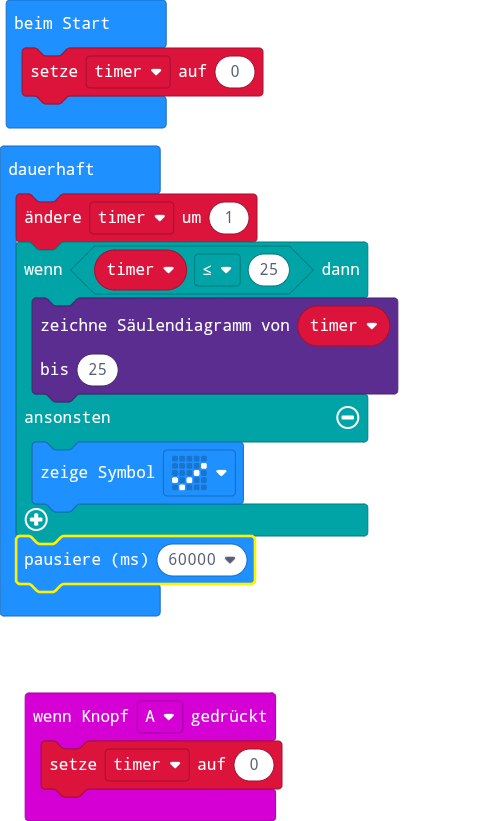 beim Start
setze timer auf 0
dauerhaft
ändere timer um 1
wenn timer ≤ 25 dann
zeichne Säulendiagramm von timer
bis 25
ansonsten
zeige Symbol
pausiere (ms) 60000
wenn Knopf A gedrückt
setze timer auf 0